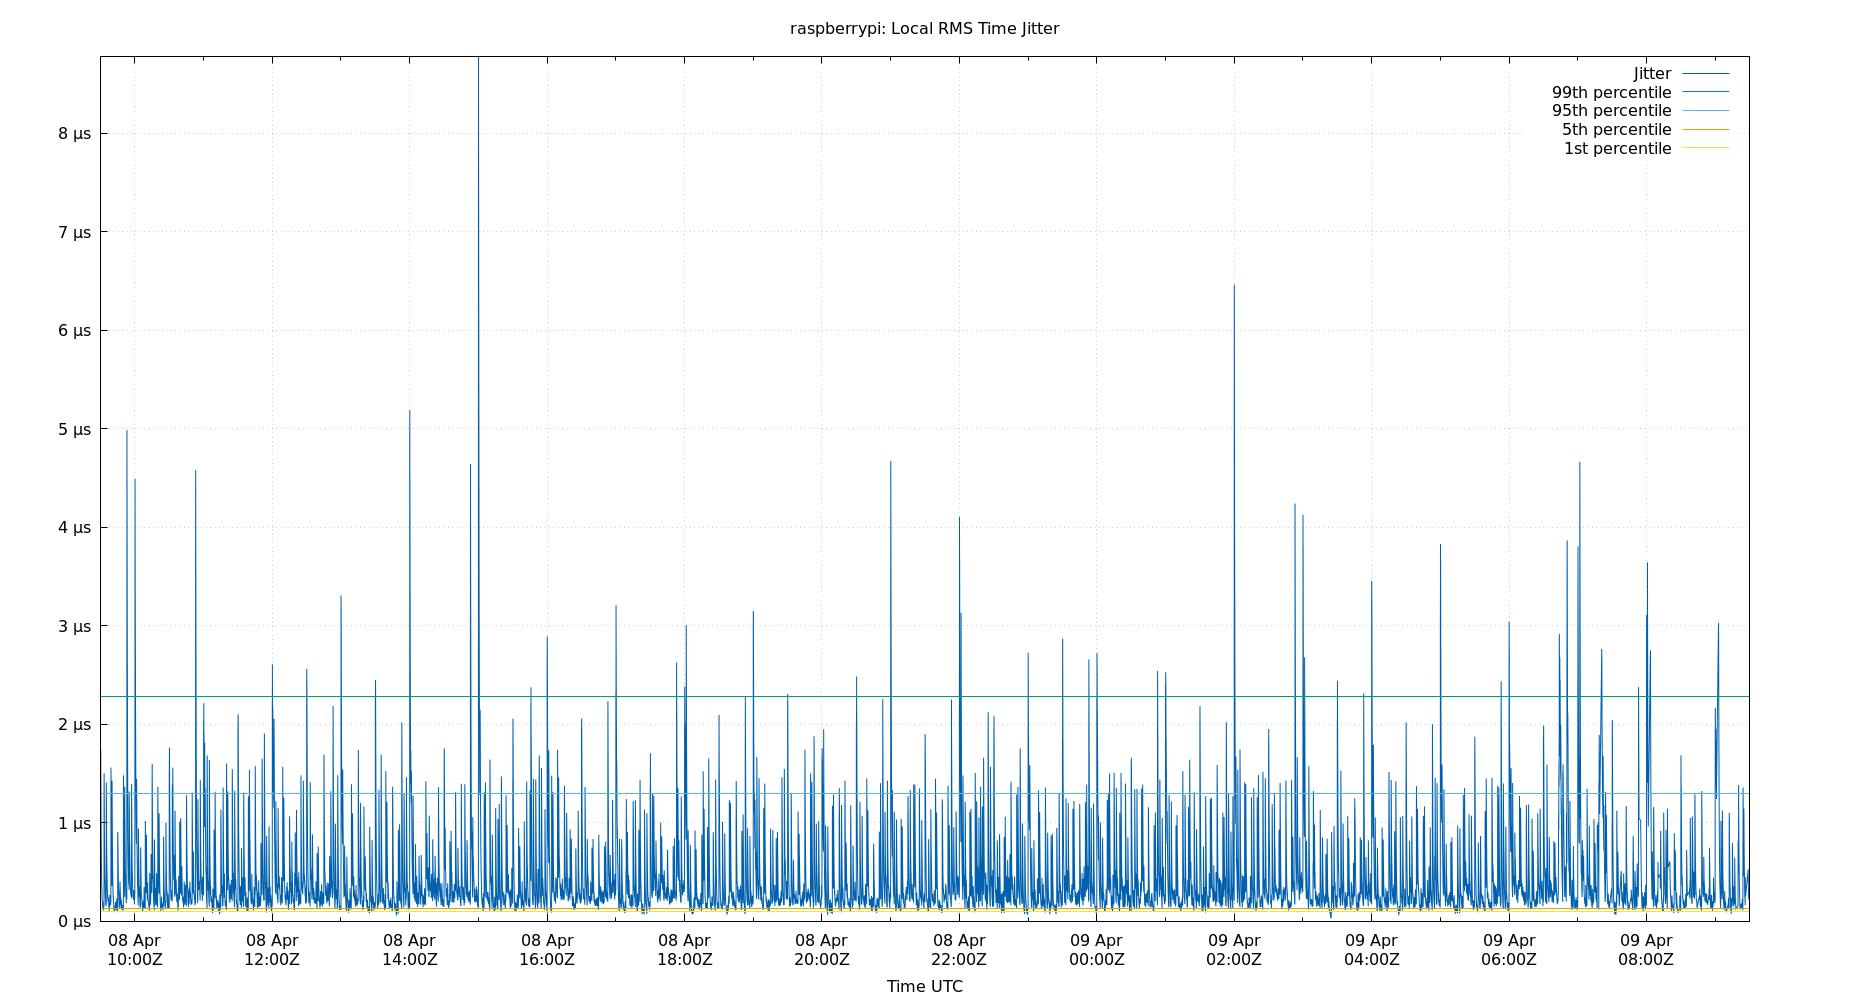 raspberrypi: Local RMS Time Jitter
Jitter
99th percentile
95th percentile
5th percentile
1st percentile
8 µs
7 µs
6 µs
5 µs
4 µs
3 µs
2 µs
1 µs
0 µs
08 Apr 08 Apr 08 Apr 08 Apr 08 Apr 08 Apr 08 Apr 09 Apr 09 Apr 09 Apr 09 Apr 09 Apr
10:00Z 12:00Z 14:00Z 16:00Z 18:00Z 20:00Z 22:00Z 00:00Z 02:00Z 04:00Z 06:00Z 08:00Z
Time UTC